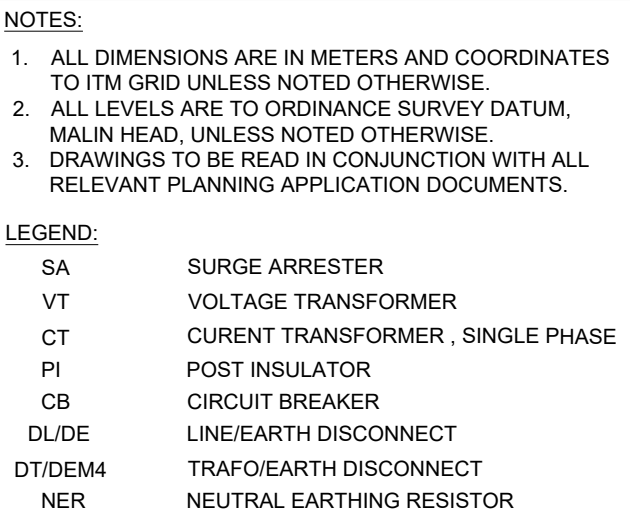 NOTES:
1. ALL DIMENSIONS ARE IN METERS AND COORDINATES
TO ITM GRID UNLESS NOTED OTHERWISE.
2. ALL LEVELS ARE TO ORDINANCE SURVEY DATUM,
MALIN HEAD, UNLESS NOTED OTHERWISE.
3. DRAWINGS TO BE READ IN CONJUNCTION WITH ALL
RELEVANT PLANNING APPLICATION DOCUMENTS.
LEGEND:
SA SURGE ARRESTER
VT VOLTAGE TRANSFORMER
CT CURENT TRANSFORMER , SINGLE PHASE
PI POST INSULATOR
CB CIRCUIT BREAKER
DL/DE LINE/EARTH DISCONNECT
DT/DEM4 TRAFO/EARTH DISCONNECT
NER NEUTRAL EARTHING RESISTOR